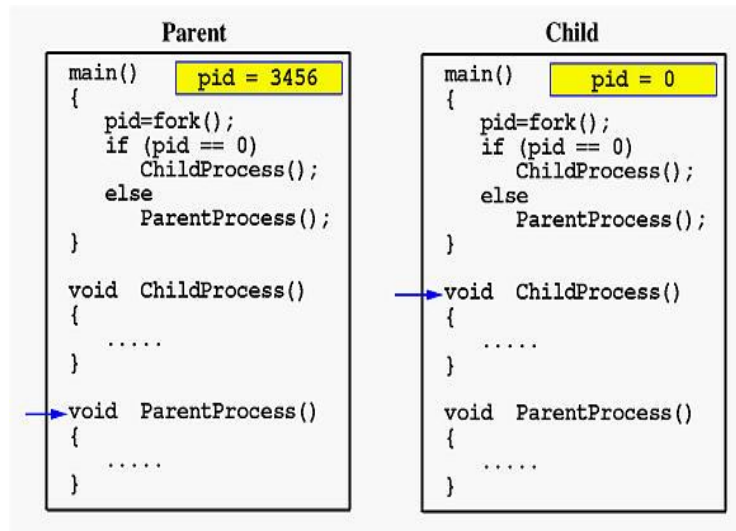 Parent
main()
pid = 3456
{
pid=fork();
if (pid == 0)
ChildProcess();
else
ParentProcess();
}
void ChildProcess()
{
.....
}
void ParentProcess()
{
.....
}
Child
main()
pid = 0
{
pid=fork();
if (pid == 0)
ChildProcess();
else
ParentProcess();
}
void ChildProcess()
{
.....
}
void ParentProcess()
{
.....
}